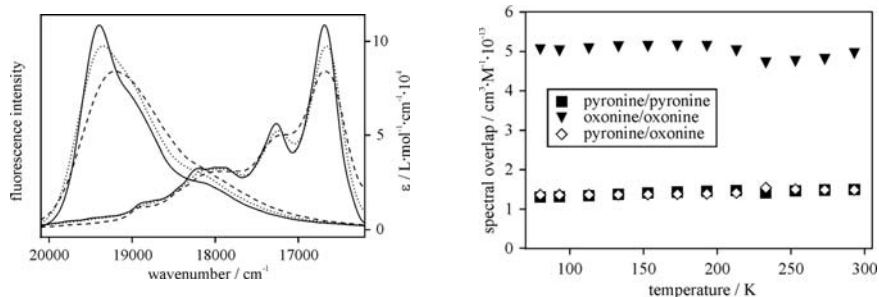 fluorescence intensity
10
5
0
ε / L·mol⁻¹·cm⁻¹·10⁴
20000 19000 18000 17000
wavenumber / cm⁻¹
spectral overlap / cm³·M⁻¹·10⁻¹³
6
5
4
3
2
1
0
pyronine/pyronine
oxonine/oxonine
pyronine/oxonine
100 150 200 250 300
temperature / K